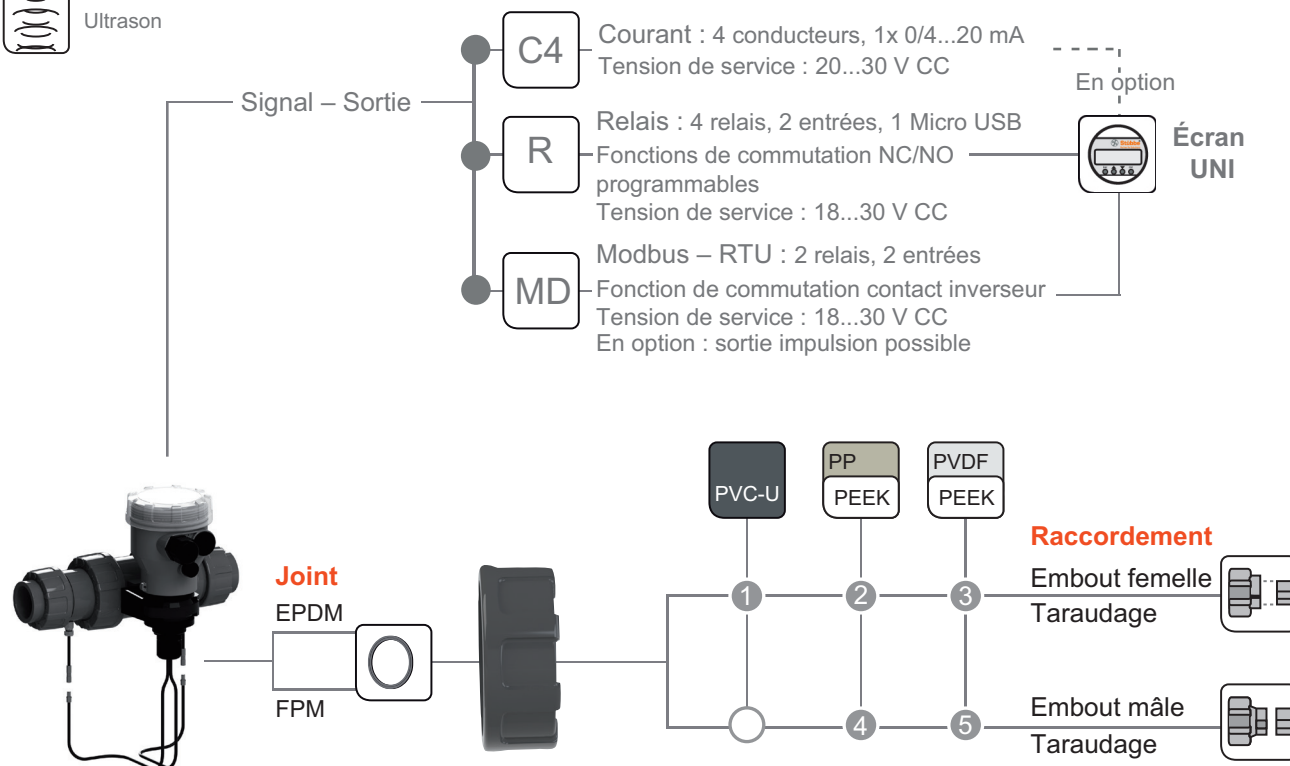 Ultrason
C4
Courant : 4 conducteurs, 1x 0/4...20 mA
Tension de service : 20...30 V CC
En option
Signal – Sortie
R
Relais : 4 relais, 2 entrées, 1 Micro USB
Fonctions de commutation NC/NO
programmables
Tension de service : 18...30 V CC
Écran
UNI
MD
Modbus – RTU : 2 relais, 2 entrées
Fonction de commutation contact inverseur
Tension de service : 18...30 V CC
En option : sortie impulsion possible
PVC-U
PP
PEEK
PVDF
PEEK
Joint
EPDM
FPM
Raccordement
1
2
3
Embout femelle
Taraudage
4
5
Embout mâle
Taraudage